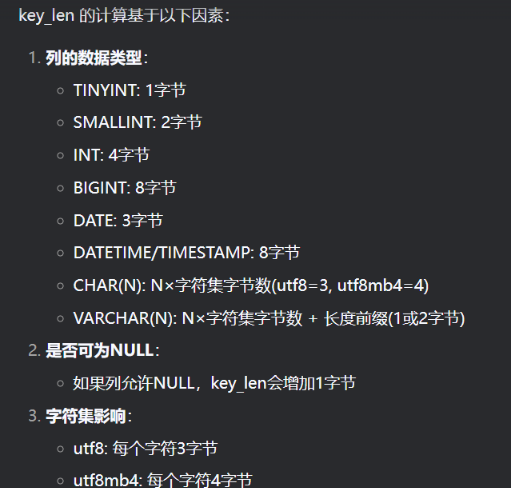 key_len 的计算基于以下因素：
1. 列的数据类型：
TINYINT: 1字节
SMALLINT: 2字节
INT: 4字节
BIGINT: 8字节
DATE: 3字节
DATETIME/TIMESTAMP: 8字节
CHAR(N): N×字符集字节数(utf8=3, utf8mb4=4)
VARCHAR(N): N×字符集字节数 + 长度前缀(1或2字节)
2. 是否可为NULL：
如果列允许NULL，key_len会增加1字节
3. 字符集影响：
utf8: 每个字符3字节
utf8mb4: 每个字符4字节